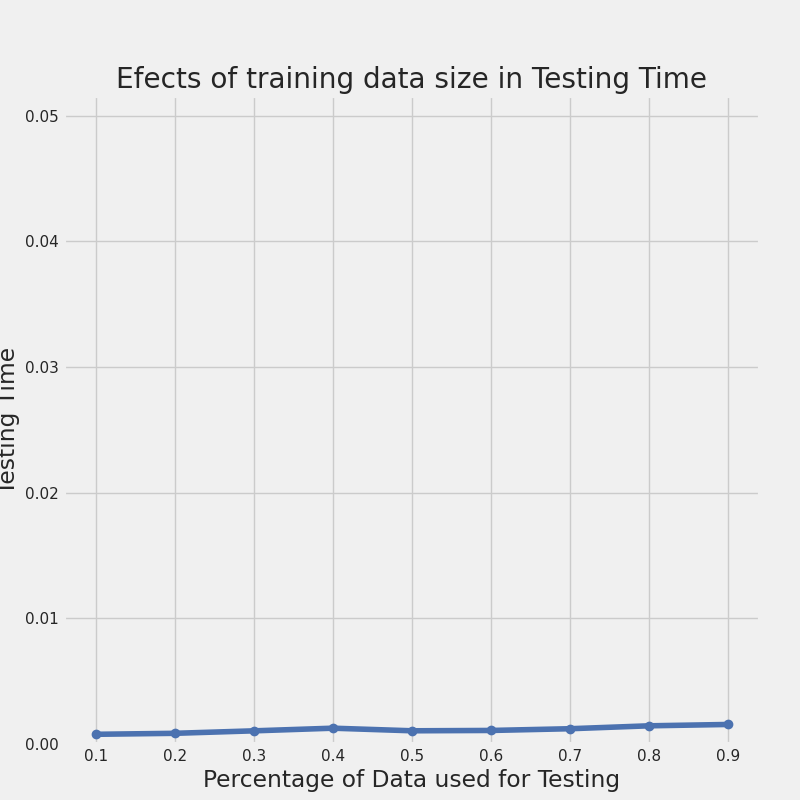 Efects of training data size in Testing Time
0.05
0.04
0.03
0.02
0.01
0.00
Testing Time
0.1 0.2 0.3 0.4 0.5 0.6 0.7 0.8 0.9
Percentage of Data used for Testing